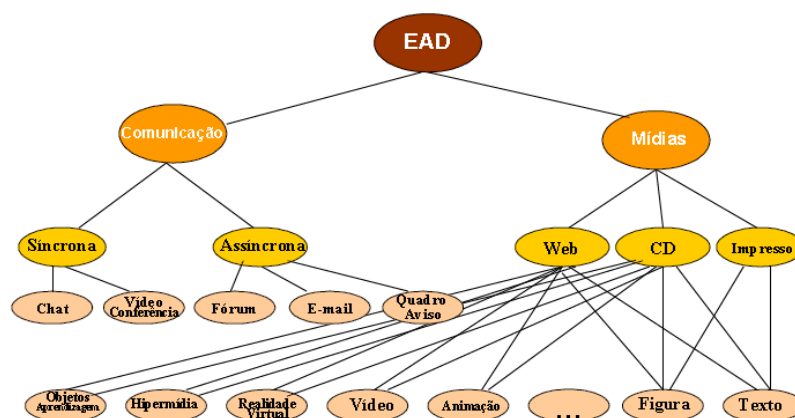 EAD
Comunicação
Mídias
Síncrona
Assíncrona
Web
CD
Impresso
Chat
Vídeo
Conferência
Fórum
E-mail
Quadro
Aviso
Objetos
Aprendizagem
Hipermídia
Realidade
Virtual
Vídeo
Animação
...
Figura
Texto